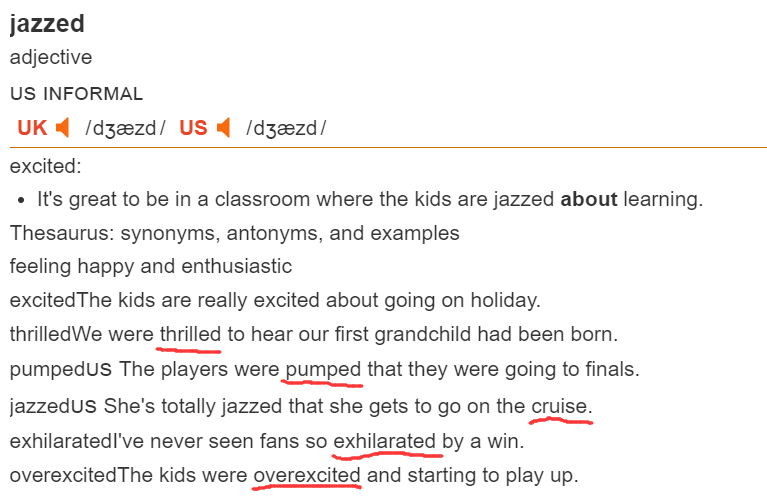 jazzed
adjective
US INFORMAL
UK /dʒæzd/ US /dʒæzd/
excited:
• It's great to be in a classroom where the kids are jazzed about learning.
Thesaurus: synonyms, antonyms, and examples
feeling happy and enthusiastic
excitedThe kids are really excited about going on holiday.
thrilledWe were thrilled to hear our first grandchild had been born.
pumpedUS The players were pumped that they were going to finals.
jazzedUS She's totally jazzed that she gets to go on the cruise.
exhilaratedI've never seen fans so exhilarated by a win.
overexcitedThe kids were overexcited and starting to play up.